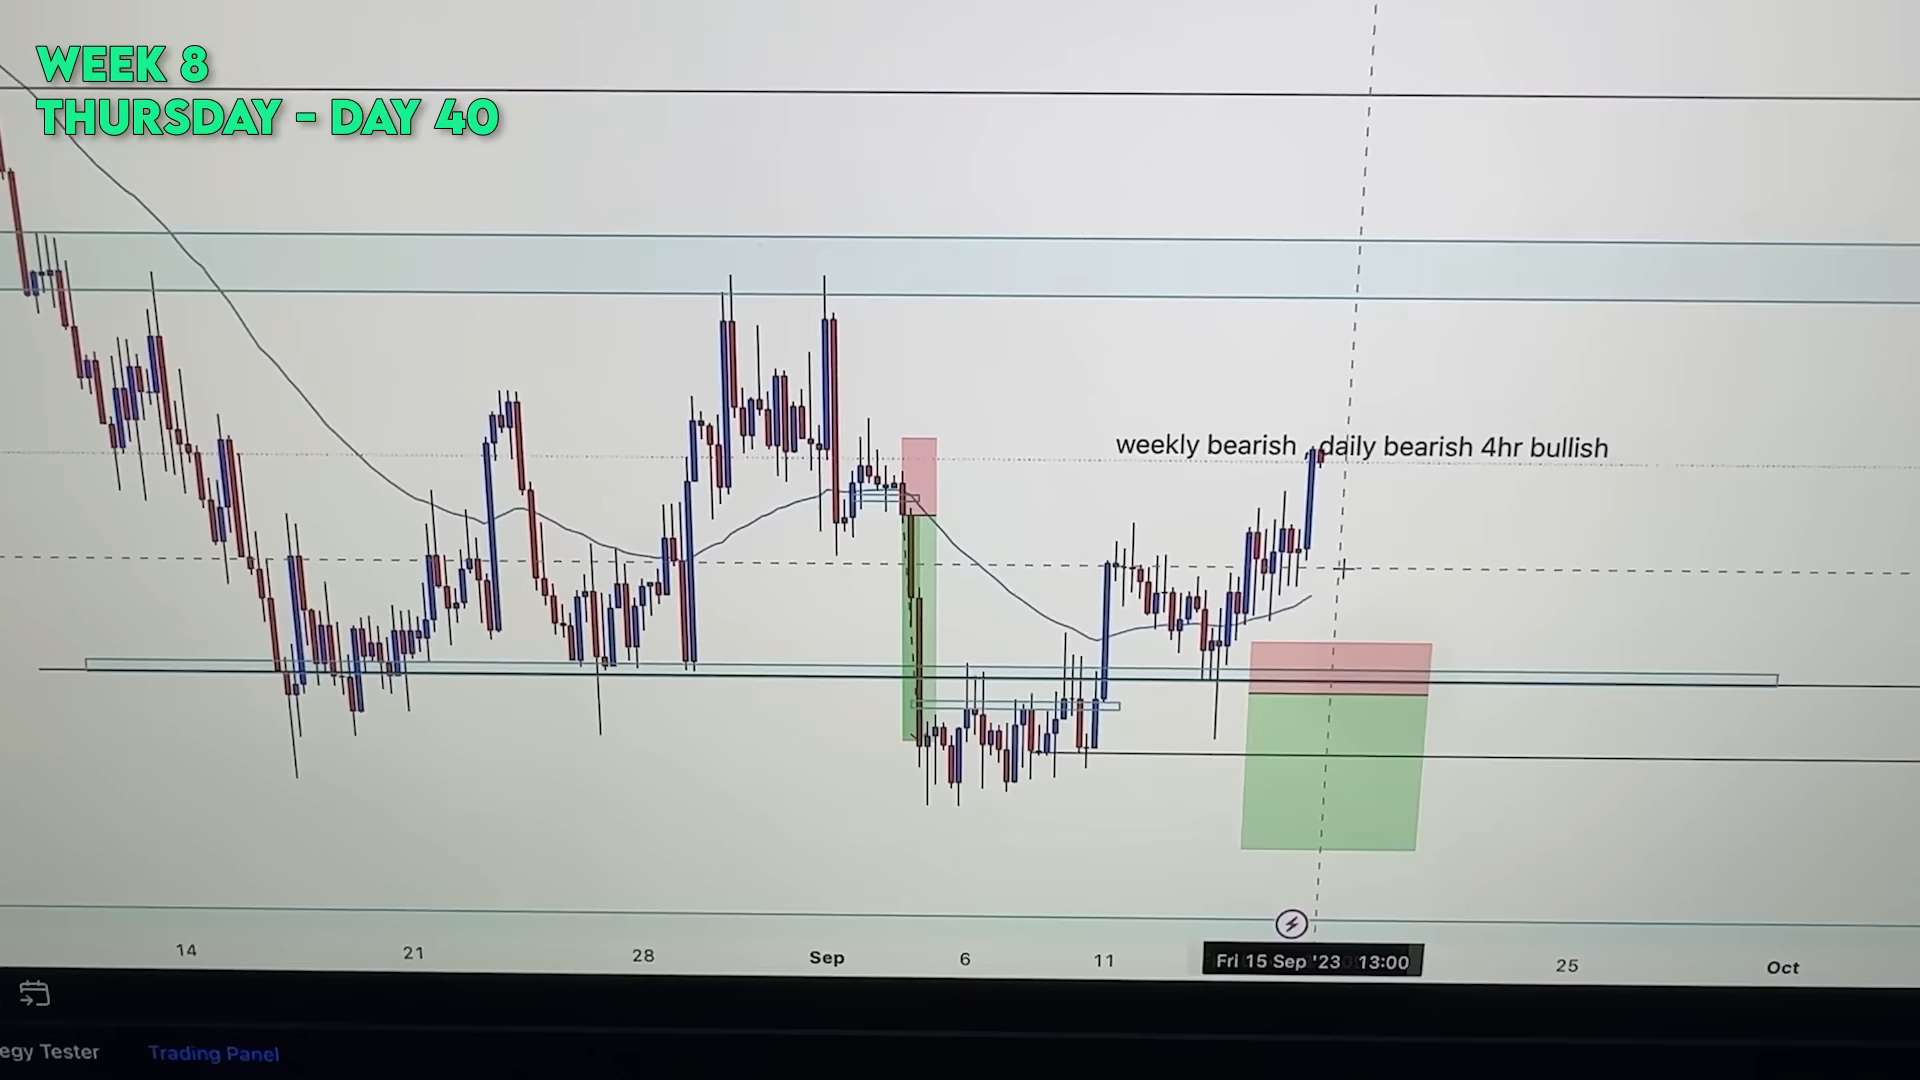 WEEK 8
THURSDAY - DAY 40
weekly bearish , daily bearish 4hr bullish
14 21 28 Sep 6 11 Fri 15 Sep '23 13:00 25 Oct
egy Tester Trading Panel